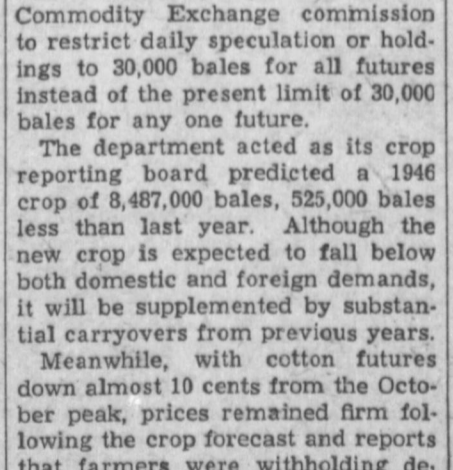 Commodity Exchange commission
to restrict daily speculation or hold-
ings to 30,000 bales for all futures
instead of the present limit of 30,000
bales for any one future.
The department acted as its crop
reporting board predicted a 1946
crop of 8,487,000 bales, 525,000 bales
less than last year. Although the
new crop is expected to fall below
both domestic and foreign demands,
it will be supplemented by substan-
tial carryovers from previous years.
Meanwhile, with cotton futures
down almost 10 cents from the Octo-
ber peak, prices remained firm fol-
lowing the crop forecast and reports
that farmers were withholding de-